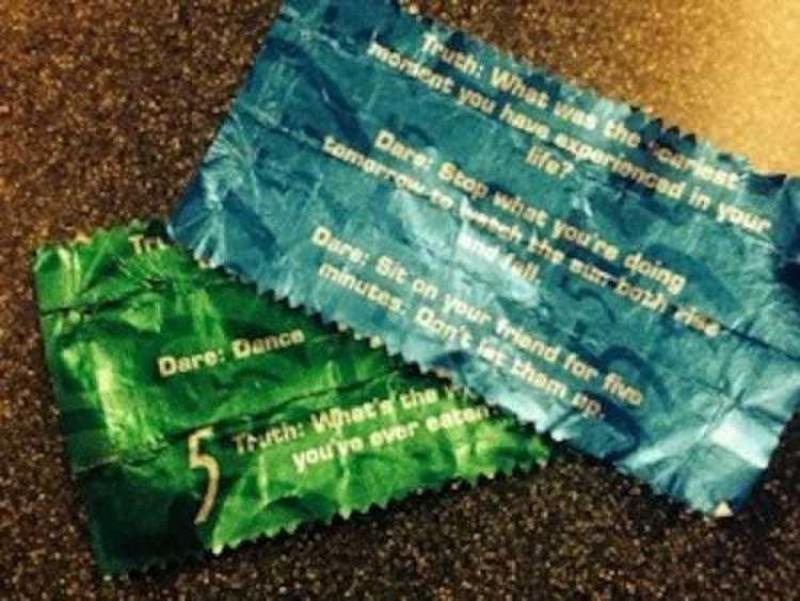 Truth: What was the scariest
moment you have experienced in your
life?
Dare: Stop what you're doing
tomorrow to watch the sun both rise
and fall.
Dare: Sit on your friend for five
minutes. Don't let them up.
Tru
Dare: Dance
5
Truth: What's the
you've ever eaten?